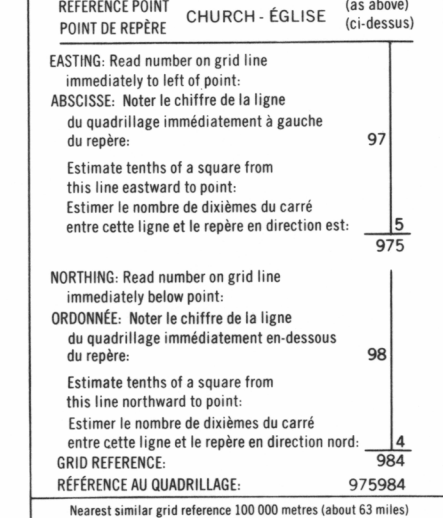 REFERENCE POINT CHURCH - ÉGLISE (as above)
POINT DE REPÈRE (ci-dessus)
EASTING: Read number on grid line
immediately to left of point:
ABSCISSE: Noter le chiffre de la ligne
du quadrillage immédiatement à gauche
du repère: 97
Estimate tenths of a square from
this line eastward to point:
Estimer le nombre de dixièmes du carré
entre cette ligne et le repère en direction est: 5
975
NORTHING: Read number on grid line
immediately below point:
ORDONNÉE: Noter le chiffre de la ligne
du quadrillage immédiatement en-dessous
du repère: 98
Estimate tenths of a square from
this line northward to point:
Estimer le nombre de dixièmes du carré
entre cette ligne et le repère en direction nord: 4
GRID REFERENCE: 984
RÉFÉRENCE AU QUADRILLAGE: 975984
Nearest similar grid reference 100 000 metres (about 63 miles)